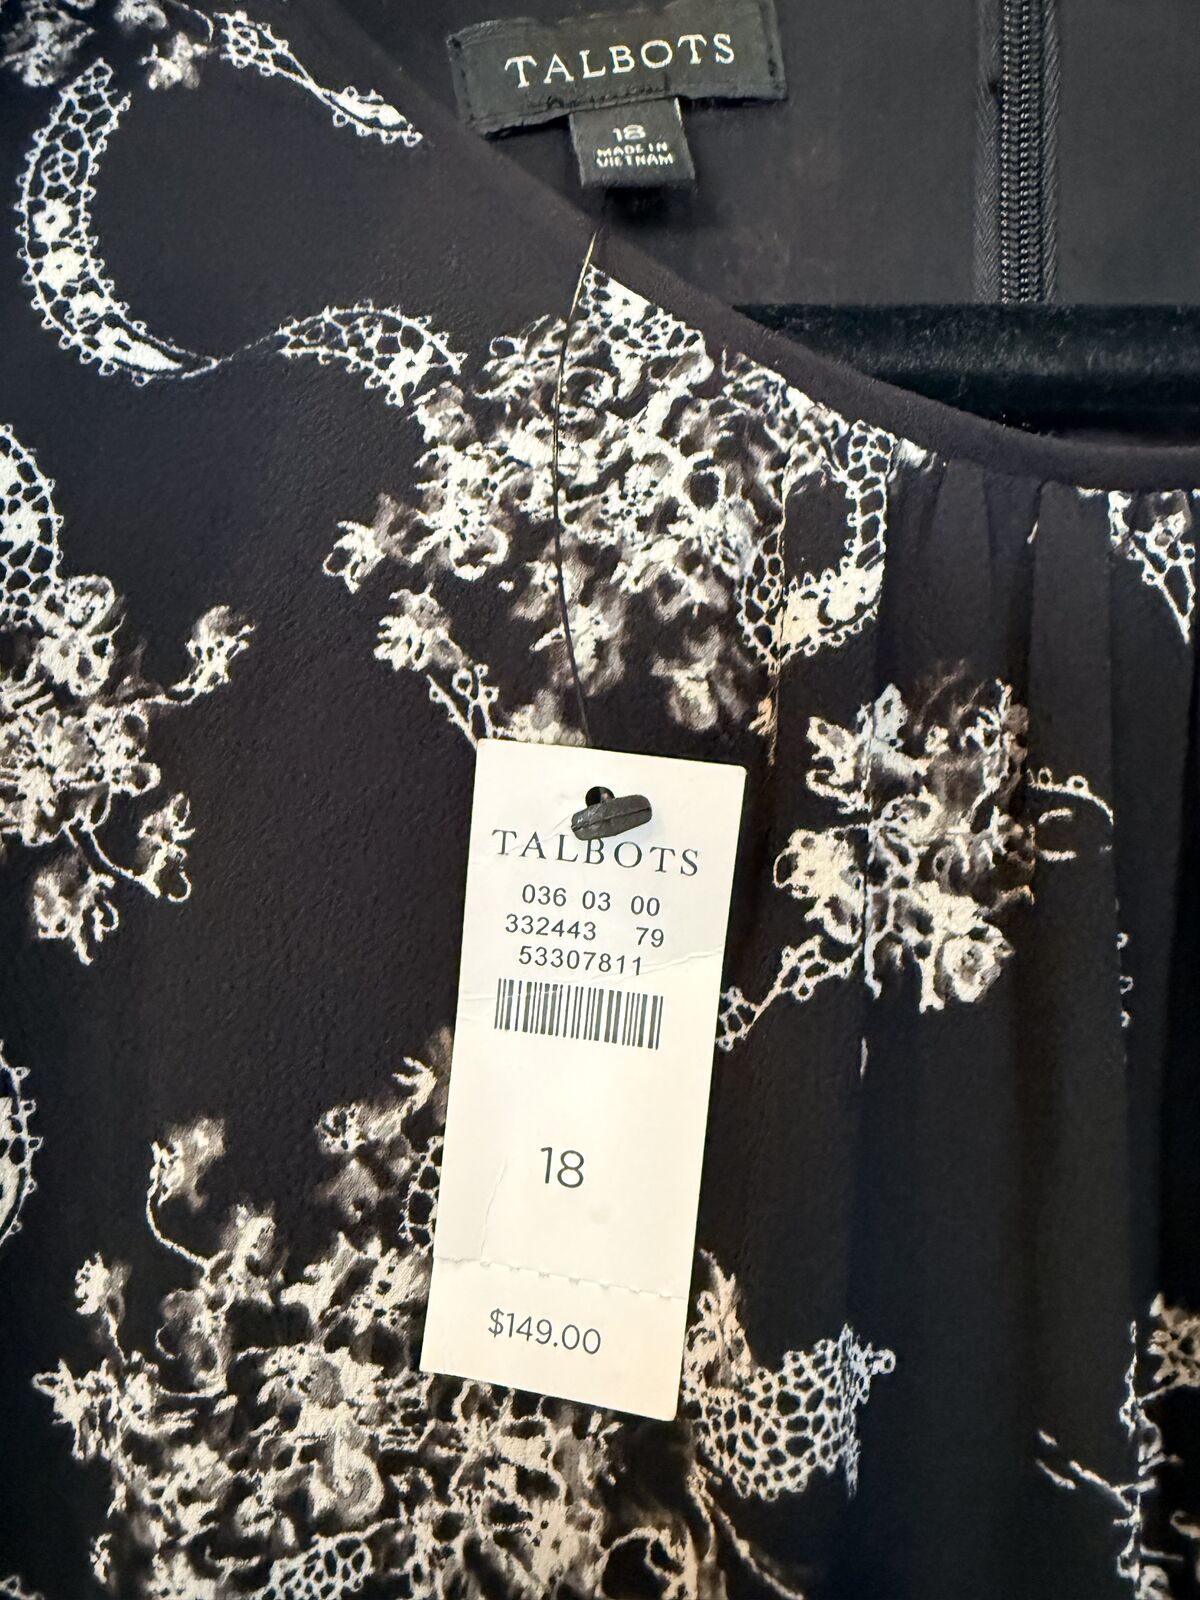 TALBOTS
18
MADE IN
VIETNAM
TALBOTS
036 03 00
332443 79
53307811
18
$149.00